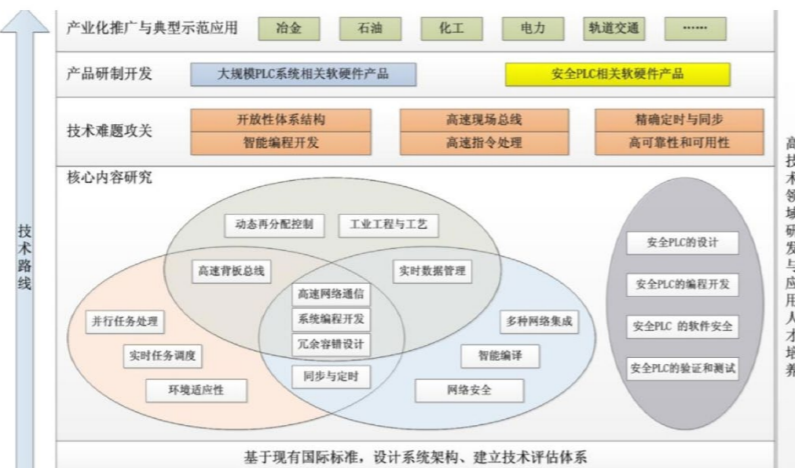 产业化推广与典型示范应用 冶金 石油 化工 电力 轨道交通 ……
产品研制开发 大规模PLC系统相关软硬件产品 安全PLC相关软硬件产品
技术难题攻关
开放性体系结构 高速现场总线 精确定时与同步
智能编程开发 高速指令处理 高可靠性和可用性
核心内容研究
动态再分配控制 工业工程与工艺
高速背板总线 实时数据管理
高速网络通信
系统编程开发
冗余容错设计
同步与定时
并行任务处理
实时任务调度
环境适应性
多种网络集成
智能编译
网络安全
安全PLC的设计
安全PLC的编程开发
安全PLC 的软件安全
安全PLC的验证和测试
基于现有国际标准，设计系统架构、建立技术评估体系
技术路线
高技术领域研发与应用人才培养